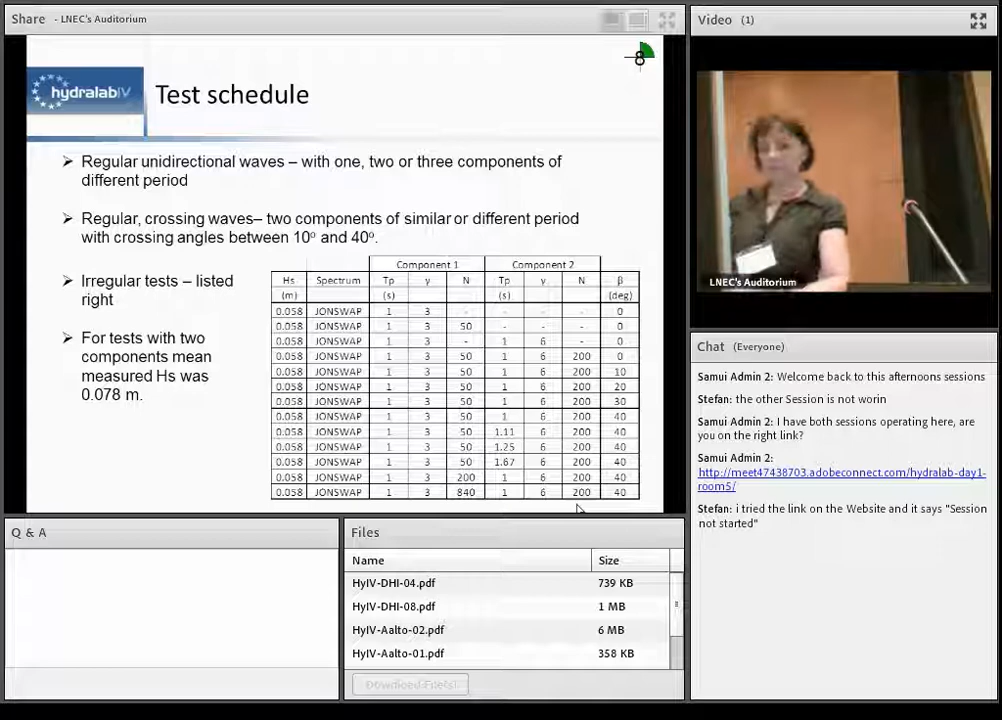 Share - LNEC's Auditorium
8
hydralab IV
Test schedule
Regular unidirectional waves – with one, two or three components of
different period
Regular, crossing waves– two components of similar or different period
with crossing angles between 10o and 40o.
Irregular tests – listed
right
For tests with two
components mean
measured Hs was
0.078 m.
Component 1 Component 2
Hs Spectrum Tp γ N Tp γ N β
(m) (s) (s) (deg)
0.058 JONSWAP 1 3 - - - - 0
0.058 JONSWAP 1 3 50 - - - 0
0.058 JONSWAP 1 3 - 1 6 - 0
0.058 JONSWAP 1 3 50 1 6 200 0
0.058 JONSWAP 1 3 50 1 6 200 10
0.058 JONSWAP 1 3 50 1 6 200 20
0.058 JONSWAP 1 3 50 1 6 200 30
0.058 JONSWAP 1 3 50 1 6 200 40
0.058 JONSWAP 1 3 50 1.11 6 200 40
0.058 JONSWAP 1 3 50 1.25 6 200 40
0.058 JONSWAP 1 3 50 1.67 6 200 40
0.058 JONSWAP 1 3 200 1 6 200 40
0.058 JONSWAP 1 3 840 1 6 200 40
Video (1)
LNEC's Auditorium
Chat (Everyone)
Samui Admin 2: Welcome back to this afternoons sessions
Stefan: the other Session is not worin
Samui Admin 2: I have both sessions operating here, are
you on the right link?
Samui Admin 2:
http://meet47438703.adobeconnect.com/hydralab-day1-
room5/
Stefan: i tried the link on the Website and it says "Session
not started"
Q & A
Files
Name Size
HyIV-DHI-04.pdf 739 KB
HyIV-DHI-08.pdf 1 MB
HyIV-Aalto-02.pdf 6 MB
HyIV-Aalto-01.pdf 358 KB
Download File(s)